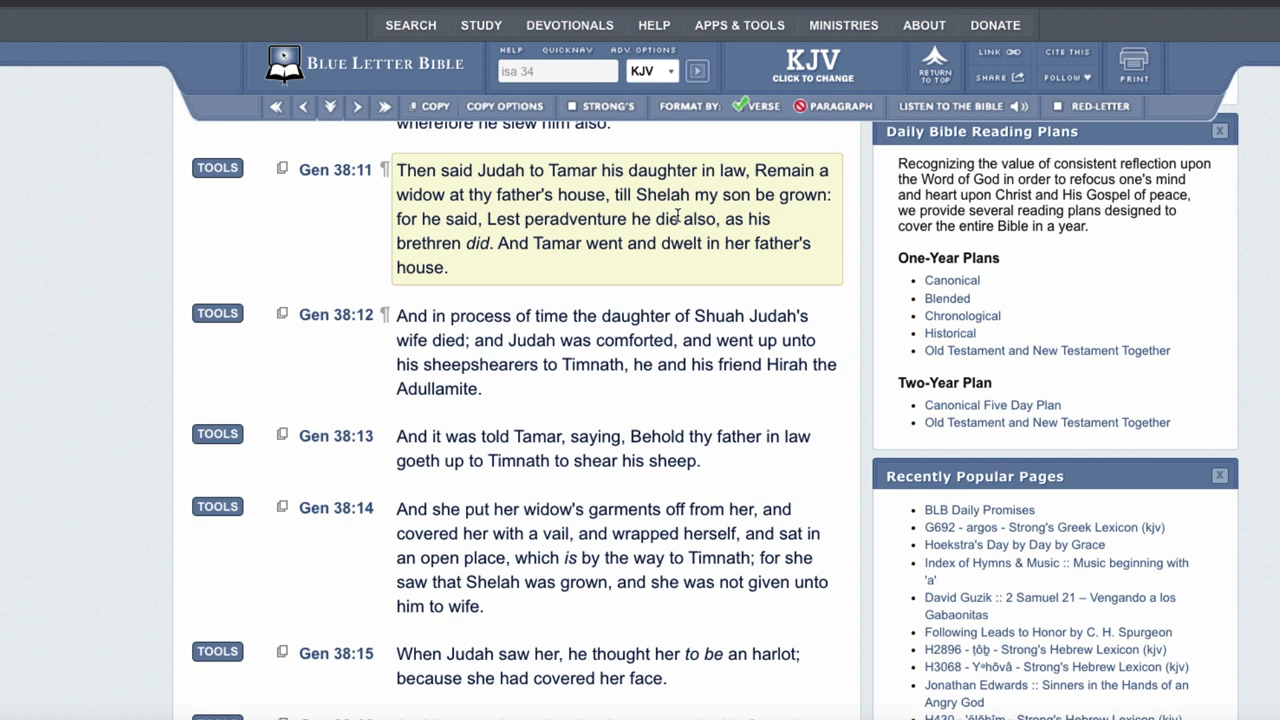 SEARCH STUDY DEVOTIONALS HELP APPS & TOOLS MINISTRIES ABOUT DONATE
BLUE LETTER BIBLE
HELP QUICKNAV ADV. OPTIONS
isa 34 KJV
KJV
CLICK TO CHANGE
RETURN
TO TOP
LINK CITE THIS
SHARE FOLLOW
PRINT
COPY COPY OPTIONS STRONG'S FORMAT BY: VERSE PARAGRAPH LISTEN TO THE BIBLE RED-LETTER
wherefore he slew him also.
TOOLS Gen 38:11 ¶ Then said Judah to Tamar his daughter in law, Remain a
widow at thy father's house, till Shelah my son be grown:
for he said, Lest peradventure he die also, as his
brethren did. And Tamar went and dwelt in her father's
house.
TOOLS Gen 38:12 ¶ And in process of time the daughter of Shuah Judah's
wife died; and Judah was comforted, and went up unto
his sheepshearers to Timnath, he and his friend Hirah the
Adullamite.
TOOLS Gen 38:13 And it was told Tamar, saying, Behold thy father in law
goeth up to Timnath to shear his sheep.
TOOLS Gen 38:14 And she put her widow's garments off from her, and
covered her with a vail, and wrapped herself, and sat in
an open place, which is by the way to Timnath; for she
saw that Shelah was grown, and she was not given unto
him to wife.
TOOLS Gen 38:15 When Judah saw her, he thought her to be an harlot;
because she had covered her face.
Daily Bible Reading Plans
Recognizing the value of consistent reflection upon
the Word of God in order to refocus one's mind
and heart upon Christ and His Gospel of peace,
we provide several reading plans designed to
cover the entire Bible in a year.
One-Year Plans
Canonical
Blended
Chronological
Historical
Old Testament and New Testament Together
Two-Year Plan
Canonical Five Day Plan
Old Testament and New Testament Together
Recently Popular Pages
BLB Daily Promises
G692 - argos - Strong's Greek Lexicon (kjv)
Hoekstra's Day by Day by Grace
Index of Hymns & Music :: Music beginning with
'a'
David Guzik :: 2 Samuel 21 – Vengando a los
Gabaonitas
Following Leads to Honor by C. H. Spurgeon
H2896 - ṭôḇ - Strong's Hebrew Lexicon (kjv)
H3068 - Yᵊhōvâ - Strong's Hebrew Lexicon (kjv)
Jonathan Edwards :: Sinners in the Hands of an
Angry God
H430 - 'ĕlōhîm - Strong's Hebrew Lexicon (kjv)